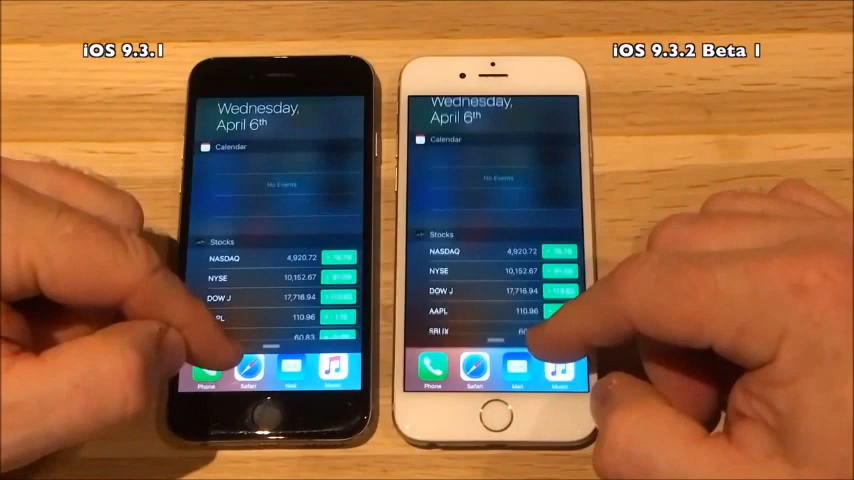 iOS 9.3.1
iOS 9.3.2 Beta 1
Wednesday,
April 6th
Calendar
No Events
Stocks
NASDAQ 4,920.72
NYSE 10,152.67
DOW J 17,716.94
110.96
60.83
Phone Safari Mail Music
Wednesday,
April 6th
Calendar
No Events
Stocks
NASDAQ 4,920.72
NYSE 10,152.67
DOW J 17,716.94
AAPL 110.96
SBUX
Phone Safari Mail Music